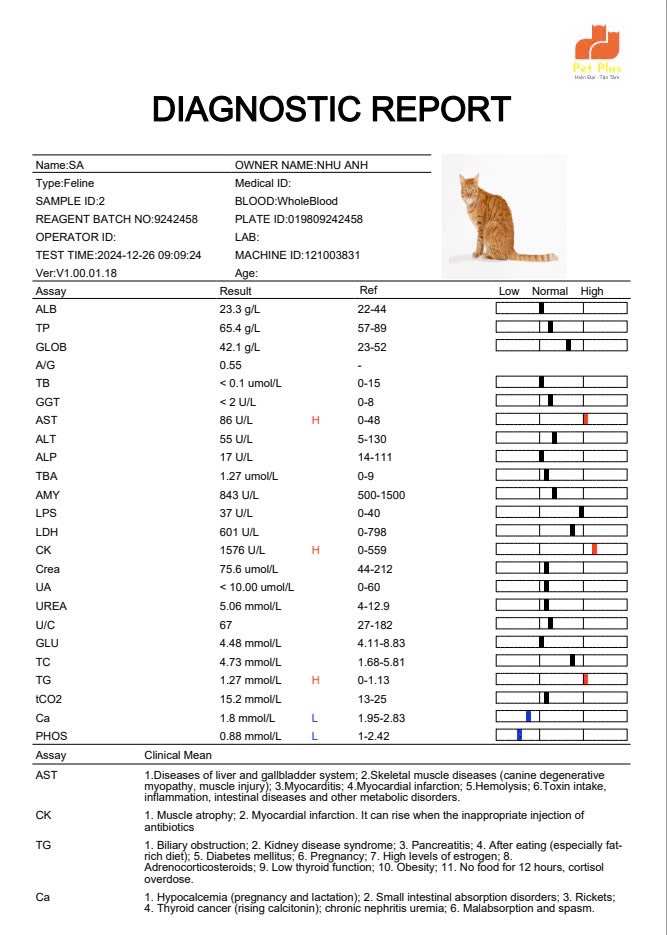 Pet Plus
Hiện Đại - Tận Tâm
DIAGNOSTIC REPORT
Name:SA OWNER NAME:NHU ANH
Type:Feline Medical ID:
SAMPLE ID:2 BLOOD:WholeBlood
REAGENT BATCH NO:9242458 PLATE ID:019809242458
OPERATOR ID: LAB:
TEST TIME:2024-12-26 09:09:24 MACHINE ID:121003831
Ver:V1.00.01.18 Age:
Assay Result Ref Low Normal High
ALB 23.3 g/L 22-44
TP 65.4 g/L 57-89
GLOB 42.1 g/L 23-52
A/G 0.55 -
TB < 0.1 umol/L 0-15
GGT < 2 U/L 0-8
AST 86 U/L H 0-48
ALT 55 U/L 5-130
ALP 17 U/L 14-111
TBA 1.27 umol/L 0-9
AMY 843 U/L 500-1500
LPS 37 U/L 0-40
LDH 601 U/L 0-798
CK 1576 U/L H 0-559
Crea 75.6 umol/L 44-212
UA < 10.00 umol/L 0-60
UREA 5.06 mmol/L 4-12.9
U/C 67 27-182
GLU 4.48 mmol/L 4.11-8.83
TC 4.73 mmol/L 1.68-5.81
TG 1.27 mmol/L H 0-1.13
tCO2 15.2 mmol/L 13-25
Ca 1.8 mmol/L L 1.95-2.83
PHOS 0.88 mmol/L L 1-2.42
Assay Clinical Mean
AST 1.Diseases of liver and gallbladder system; 2.Skeletal muscle diseases (canine degenerative
myopathy, muscle injury); 3.Myocarditis; 4.Myocardial infarction; 5.Hemolysis; 6.Toxin intake,
inflammation, intestinal diseases and other metabolic disorders.
CK 1. Muscle atrophy; 2. Myocardial infarction. It can rise when the inappropriate injection of
antibiotics
TG 1. Biliary obstruction; 2. Kidney disease syndrome; 3. Pancreatitis; 4. After eating (especially fat-
rich diet); 5. Diabetes mellitus; 6. Pregnancy; 7. High levels of estrogen; 8.
Adrenocorticosteroids; 9. Low thyroid function; 10. Obesity; 11. No food for 12 hours, cortisol
overdose.
Ca 1. Hypocalcemia (pregnancy and lactation); 2. Small intestinal absorption disorders; 3. Rickets;
4. Thyroid cancer (rising calcitonin); chronic nephritis uremia; 6. Malabsorption and spasm.